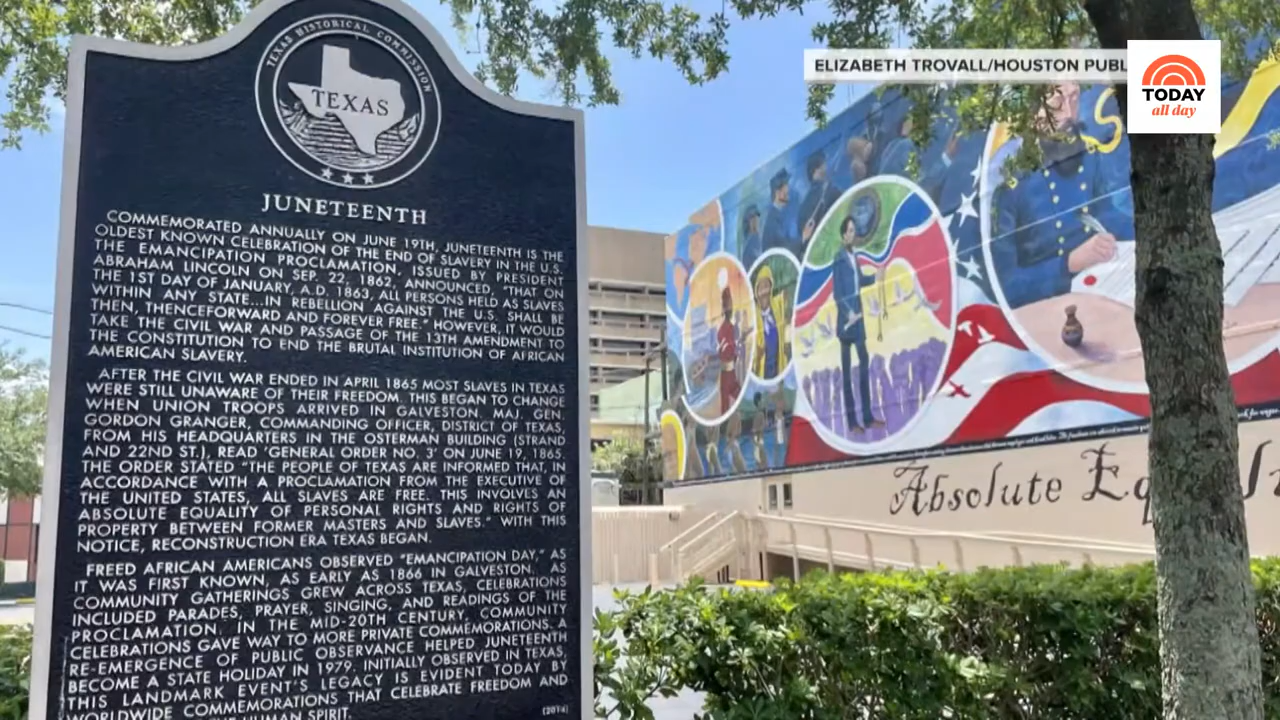 ELIZABETH TROVALL/HOUSTON PUBL
TODAY
all day
TEXAS HISTORICAL COMMISSION
TEXAS
JUNETEENTH
COMMEMORATED ANNUALLY ON JUNE 19TH, JUNETEENTH IS THE
OLDEST KNOWN CELEBRATION OF THE END OF SLAVERY IN THE U.S.
THE EMANCIPATION PROCLAMATION, ISSUED BY PRESIDENT
ABRAHAM LINCOLN ON SEP. 22, 1862, ANNOUNCED, "THAT ON
THE 1ST DAY OF JANUARY, A.D. 1863, ALL PERSONS HELD AS SLAVES
WITHIN ANY STATE...IN REBELLION AGAINST THE U.S. SHALL BE
THEN, THENCEFORWARD AND FOREVER FREE." HOWEVER, IT WOULD
TAKE THE CIVIL WAR AND PASSAGE OF THE 13TH AMENDMENT TO
THE CONSTITUTION TO END THE BRUTAL INSTITUTION OF AFRICAN
AMERICAN SLAVERY.
AFTER THE CIVIL WAR ENDED IN APRIL 1865 MOST SLAVES IN TEXAS
WERE STILL UNAWARE OF THEIR FREEDOM. THIS BEGAN TO CHANGE
WHEN UNION TROOPS ARRIVED IN GALVESTON. MAJ. GEN.
GORDON GRANGER, COMMANDING OFFICER, DISTRICT OF TEXAS,
FROM HIS HEADQUARTERS IN THE OSTERMAN BUILDING (STRAND
AND 22ND ST.), READ 'GENERAL ORDER NO. 3' ON JUNE 19, 1865.
THE ORDER STATED "THE PEOPLE OF TEXAS ARE INFORMED THAT, IN
ACCORDANCE WITH A PROCLAMATION FROM THE EXECUTIVE OF
THE UNITED STATES, ALL SLAVES ARE FREE. THIS INVOLVES AN
ABSOLUTE EQUALITY OF PERSONAL RIGHTS AND RIGHTS OF
PROPERTY BETWEEN FORMER MASTERS AND SLAVES." WITH THIS
NOTICE, RECONSTRUCTION ERA TEXAS BEGAN.
FREED AFRICAN AMERICANS OBSERVED "EMANCIPATION DAY," AS
IT WAS FIRST KNOWN, AS EARLY AS 1866 IN GALVESTON. AS
COMMUNITY GATHERINGS GREW ACROSS TEXAS, CELEBRATIONS
INCLUDED PARADES, PRAYER, SINGING, AND READINGS OF THE
PROCLAMATION. IN THE MID-20TH CENTURY, COMMUNITY
CELEBRATIONS GAVE WAY TO MORE PRIVATE COMMEMORATIONS. A
RE-EMERGENCE OF PUBLIC OBSERVANCE HELPED JUNETEENTH
BECOME A STATE HOLIDAY IN 1979. INITIALLY OBSERVED IN TEXAS,
THIS LANDMARK EVENT'S LEGACY IS EVIDENT TODAY BY
WORLDWIDE COMMEMORATIONS THAT CELEBRATE FREEDOM AND
THE HUMAN SPIRIT.
(2014)
Absolute Eq